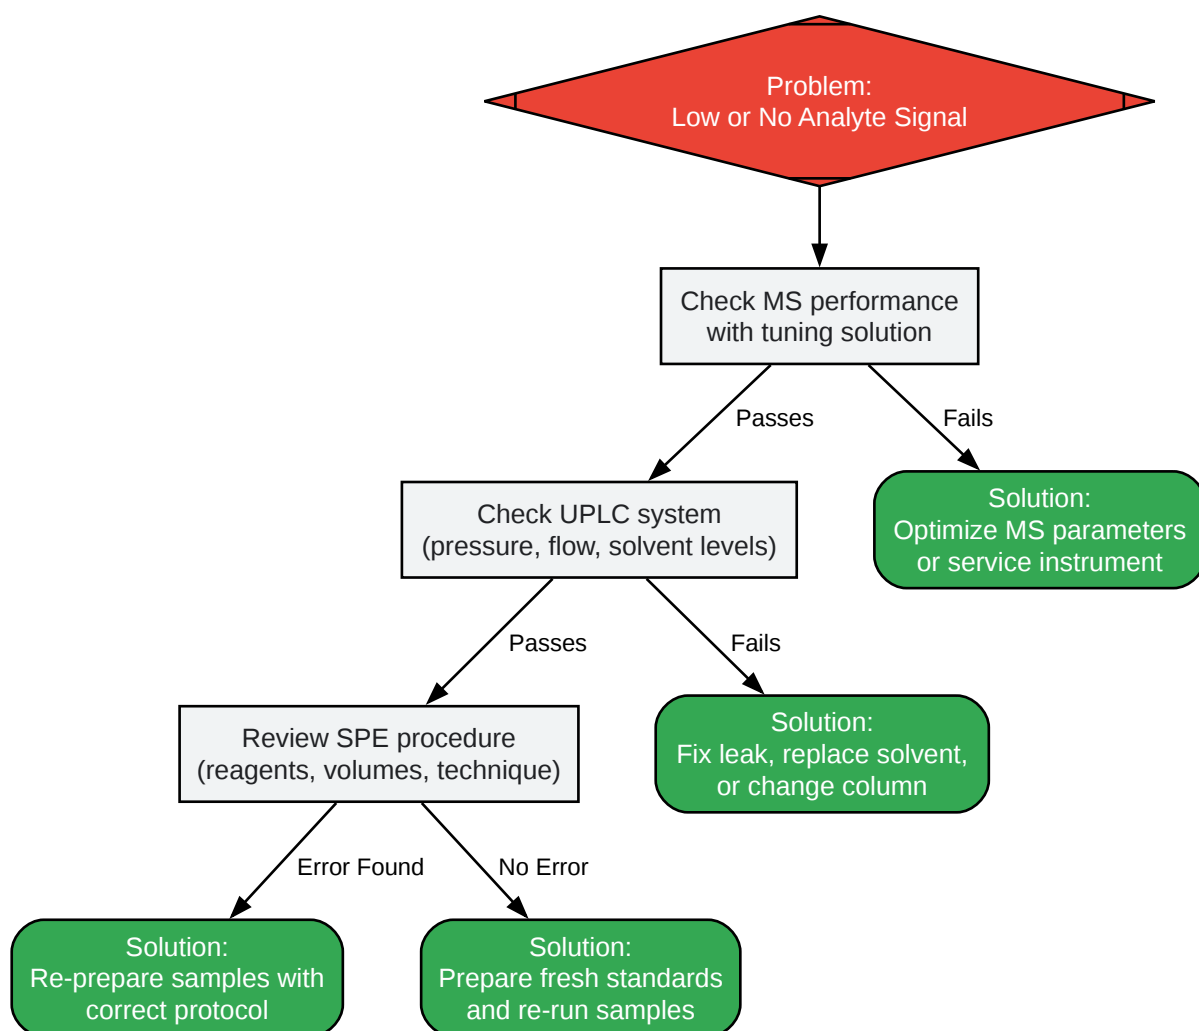 Problem:
Low or No Analyte Signal
Check MS performance
with tuning solution
Passes
Fails
Check UPLC system
(pressure, flow, solvent levels)
Solution:
Optimize MS parameters
or service instrument
Passes
Fails
Review SPE procedure
(reagents, volumes, technique)
Solution:
Fix leak, replace solvent,
or change column
Error Found
No Error
Solution:
Re-prepare samples with
correct protocol
Solution:
Prepare fresh standards
and re-run samples